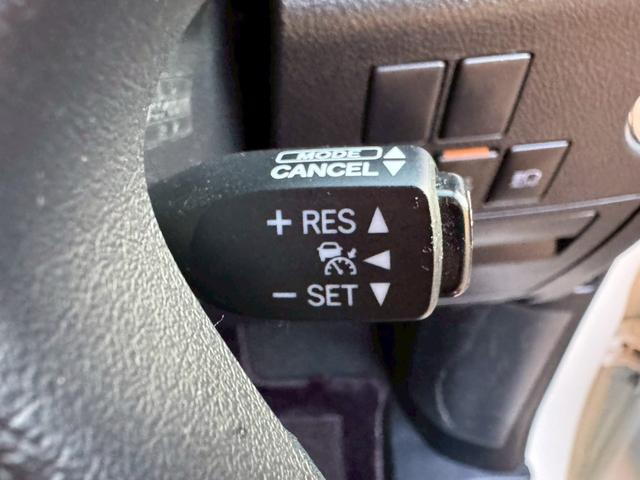 MODE
CANCEL
+ RES
− SET